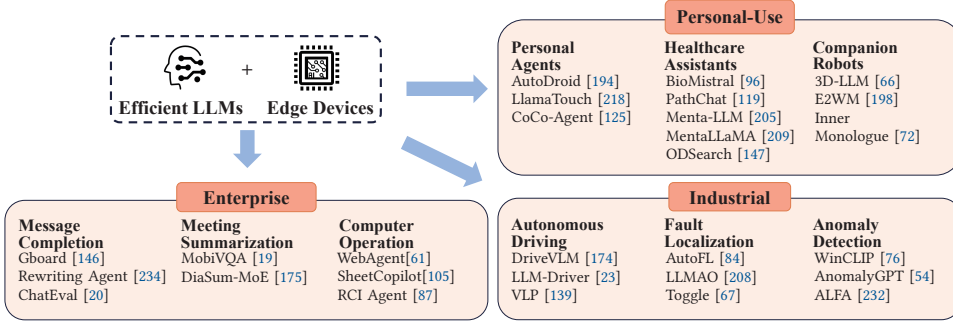 Efficient LLMs
+
Edge Devices
Personal-Use
Personal
Agents
AutoDroid [194]
LlamaTouch [218]
CoCo-Agent [125]
Healthcare
Assistants
BioMistral [96]
PathChat [119]
Menta-LLM [205]
MentaLLaMA [209]
ODSearch [147]
Companion
Robots
3D-LLM [66]
E2WM [198]
Inner
Monologue [72]
Enterprise
Message
Completion
Gboard [146]
Rewriting Agent [234]
ChatEval [20]
Meeting
Summarization
MobiVQA [19]
DiaSum-MoE [175]
Computer
Operation
WebAgent[61]
SheetCopilot[105]
RCI Agent [87]
Industrial
Autonomous
Driving
DriveVLM [174]
LLM-Driver [23]
VLP [139]
Fault
Localization
AutoFL [84]
LLMAO [208]
Toggle [67]
Anomaly
Detection
WinCLIP [76]
AnomalyGPT [54]
ALFA [232]